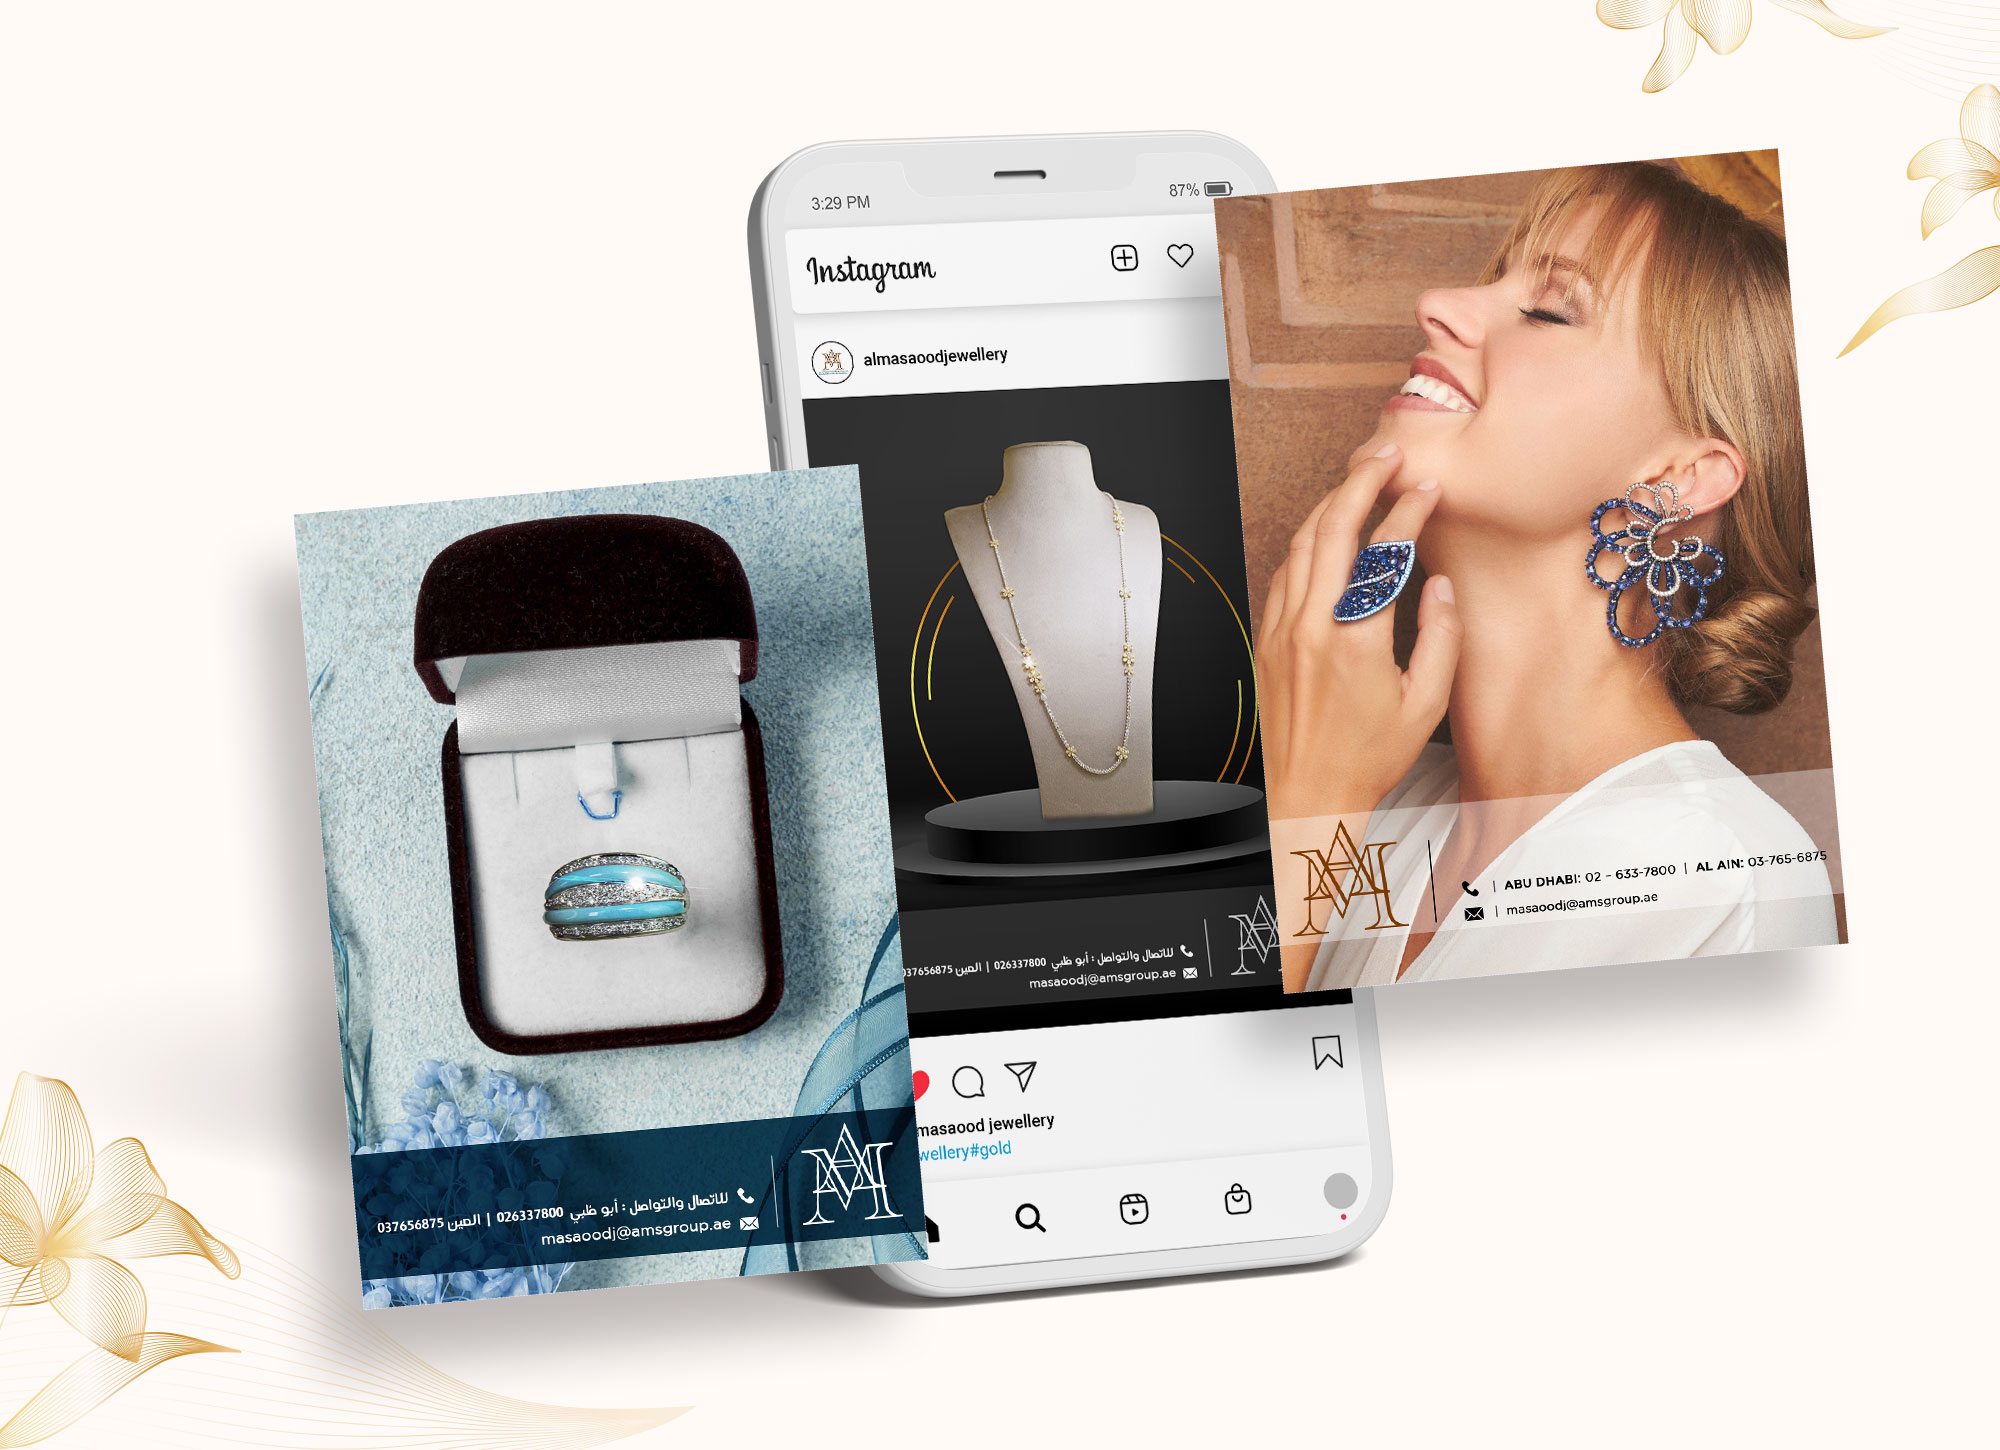 3:29 PM
87%
Instagram
almasaoodjewellery
للاتصال والتواصل : أبو ظبي 026337800 | العين 037656875
masaoodj@amsgroup.ae
masaood jewellery
wellery#gold
للاتصال والتواصل : أبو ظبي 026337800 | العين 037656875
masaoodj@amsgroup.ae
| ABU DHABI: 02 - 633-7800 | AL AIN: 03-765-6875
| masaoodj@amsgroup.ae